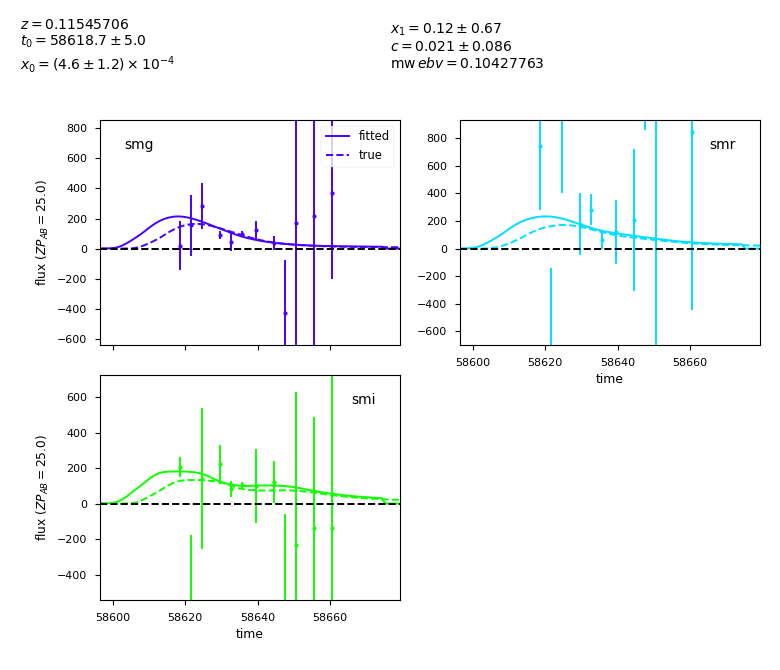 z = 0.11545706
t₀ = 58618.7 ± 5.0
x₀ = (4.6 ± 1.2) × 10⁻⁴
x₁ = 0.12 ± 0.67
c = 0.021 ± 0.086
mw ebv = 0.10427763
smg
fitted
true
800
600
400
200
0
−200
−400
−600
flux (ZP_AB = 25.0)
smr
800
600
400
200
0
−200
−400
−600
58600 58620 58640 58660
time
smi
600
400
200
0
−200
−400
flux (ZP_AB = 25.0)
58600 58620 58640 58660
time